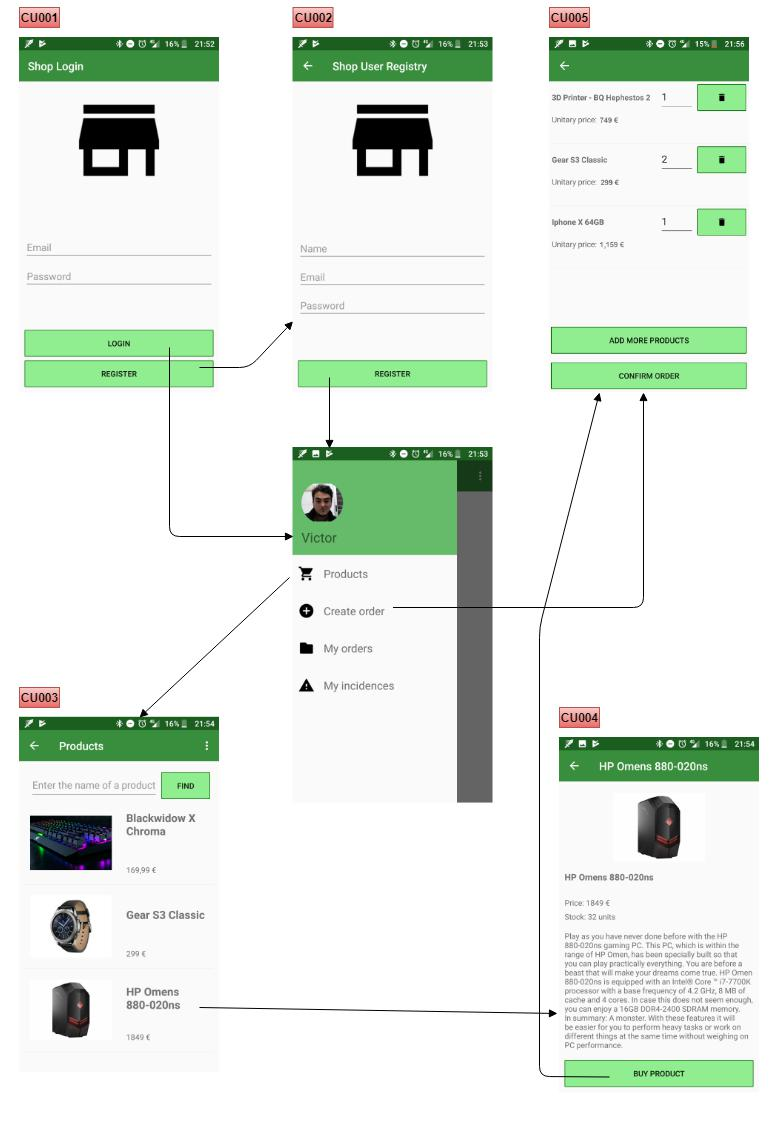 CU001
16% 21:52
Shop Login
Email
Password
LOGIN
REGISTER
CU002
16% 21:53
Shop User Registry
Name
Email
Password
REGISTER
CU005
15% 21:56
3D Printer - BQ Hephestos 2 1
Unitary price: 749 €
Gear S3 Classic 2
Unitary price: 299 €
Iphone X 64GB 1
Unitary price: 1,159 €
ADD MORE PRODUCTS
CONFIRM ORDER
16% 21:53
Victor
Products
Create order
My orders
My incidences
CU003
16% 21:54
Products
Enter the name of a product FIND
Blackwidow X
Chroma
169,99 €
Gear S3 Classic
299 €
HP Omens
880-020ns
1849 €
CU004
16% 21:54
HP Omens 880-020ns
HP Omens 880-020ns
Price: 1849 €
Stock: 32 units
Play as you have never done before with the HP
880-020ns gaming PC. This PC, which is within the
range of HP Omen, has been specially built so that
you can play practically everything. You are before a
beast that will make your dreams come true. HP Omen
880-020ns is equipped with an Intel® Core ™ i7-7700K
processor with a base frequency of 4.2 GHz, 8 MB of
cache and 4 cores. In case this does not seem enough,
you can enjoy a 16GB DDR4-2400 SDRAM memory.
In summary: A monster. With these features it will
be easier for you to perform heavy tasks or work on
different things at the same time without weighing on
PC performance.
BUY PRODUCT